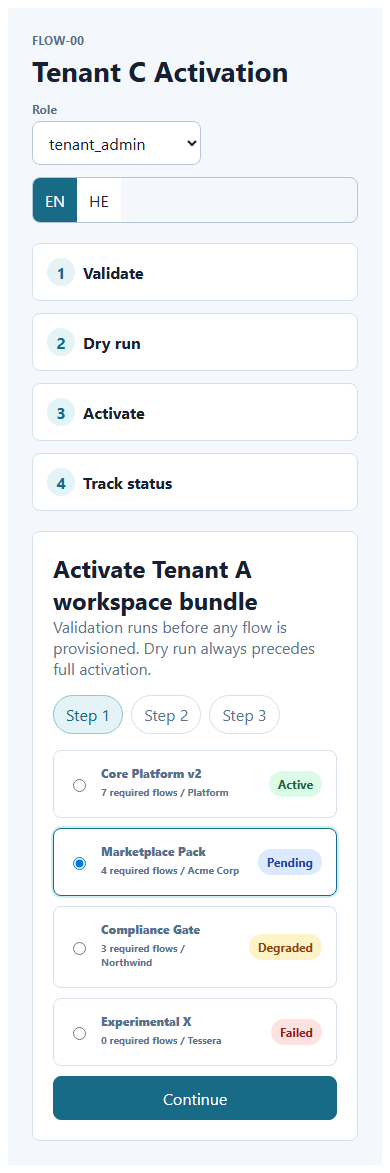 FLOW-00
Tenant C Activation
Role
tenant_admin
EN HE
1 Validate
2 Dry run
3 Activate
4 Track status
Activate Tenant A
workspace bundle
Validation runs before any flow is
provisioned. Dry run always precedes
full activation.
Step 1 Step 2 Step 3
Core Platform v2
7 required flows / Platform
Active
Marketplace Pack
4 required flows / Acme Corp
Pending
Compliance Gate
3 required flows /
Northwind
Degraded
Experimental X
0 required flows / Tessera
Failed
Continue